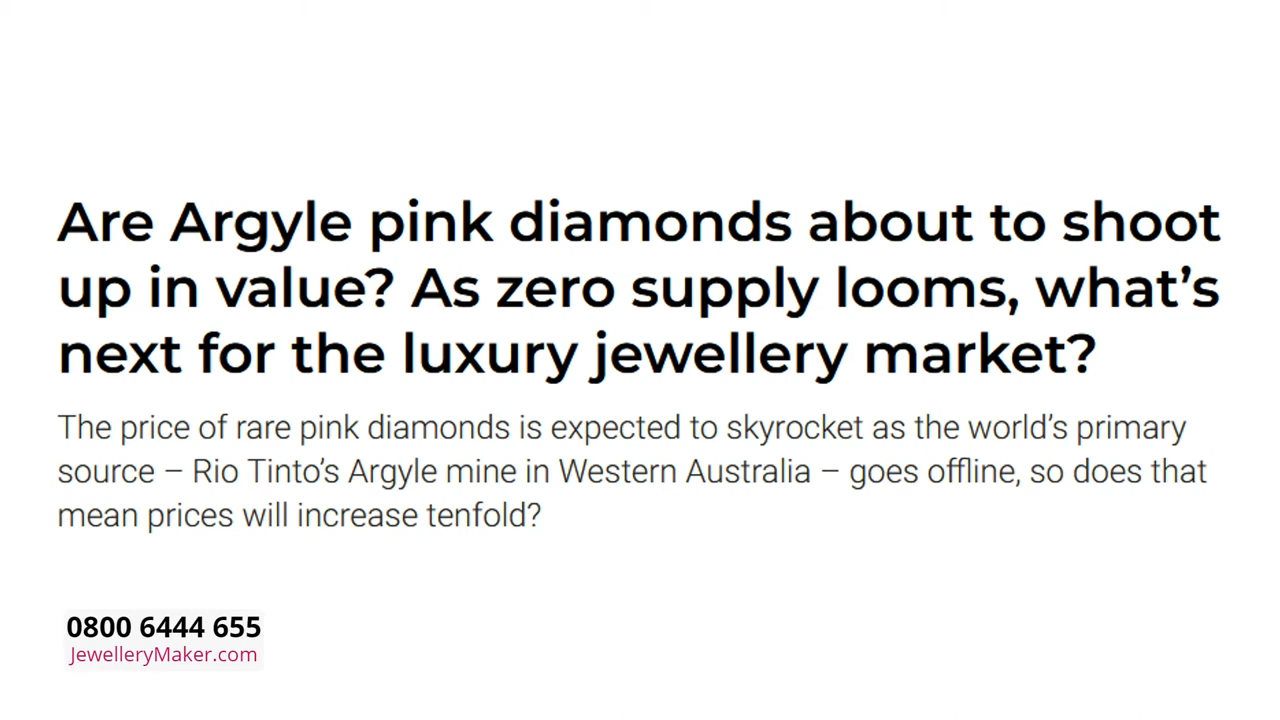 Are Argyle pink diamonds about to shoot
up in value? As zero supply looms, what’s
next for the luxury jewellery market?
The price of rare pink diamonds is expected to skyrocket as the world’s primary
source – Rio Tinto’s Argyle mine in Western Australia – goes offline, so does that
mean prices will increase tenfold?
0800 6444 655
JewelleryMaker.com